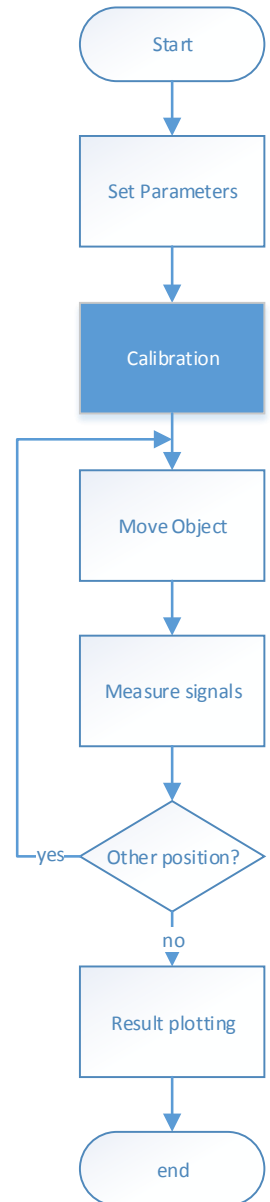 Start
Set Parameters
Calibration
Move Object
Measure signals
Other position?
yes
no
Result plotting
end